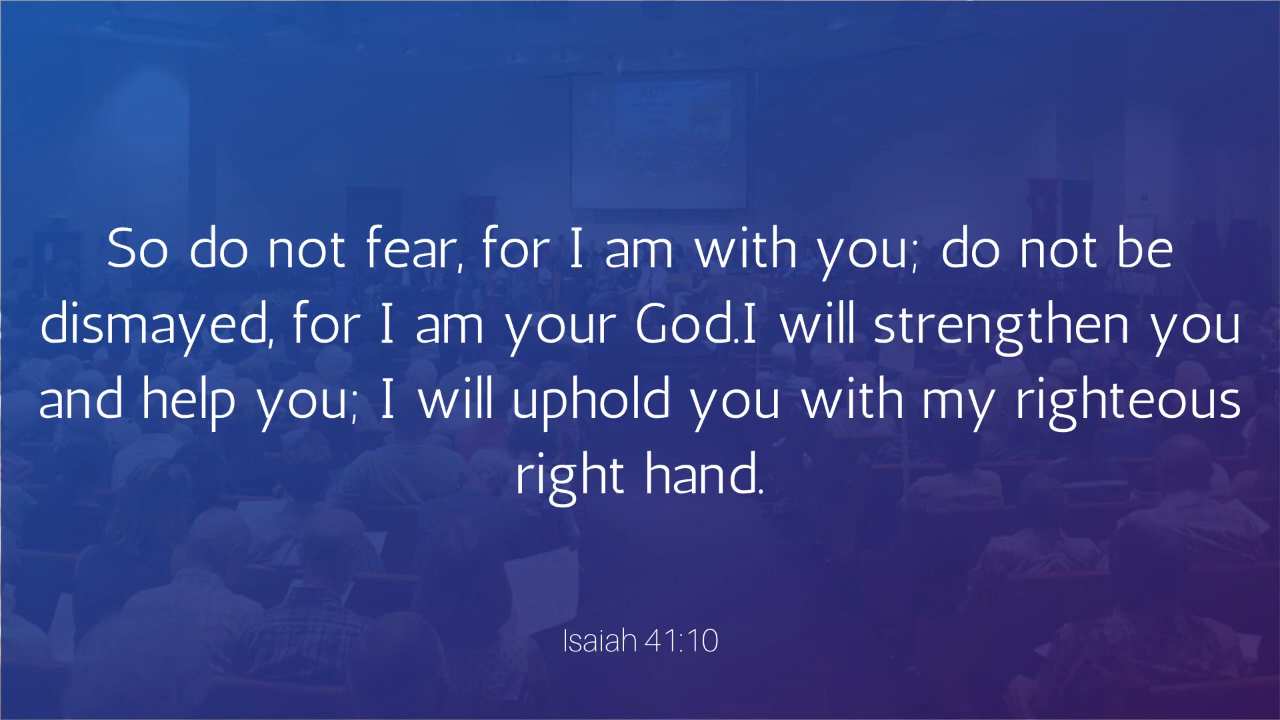 So do not fear, for I am with you; do not be
dismayed, for I am your God.I will strengthen you
and help you; I will uphold you with my righteous
right hand.
Isaiah 41:10